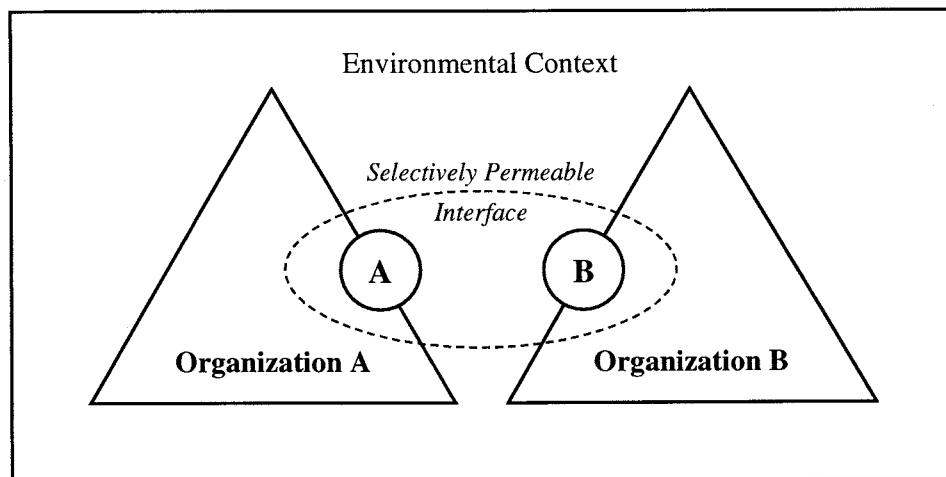 Environmental Context
Selectively Permeable
Interface
A
B
Organization A
Organization B